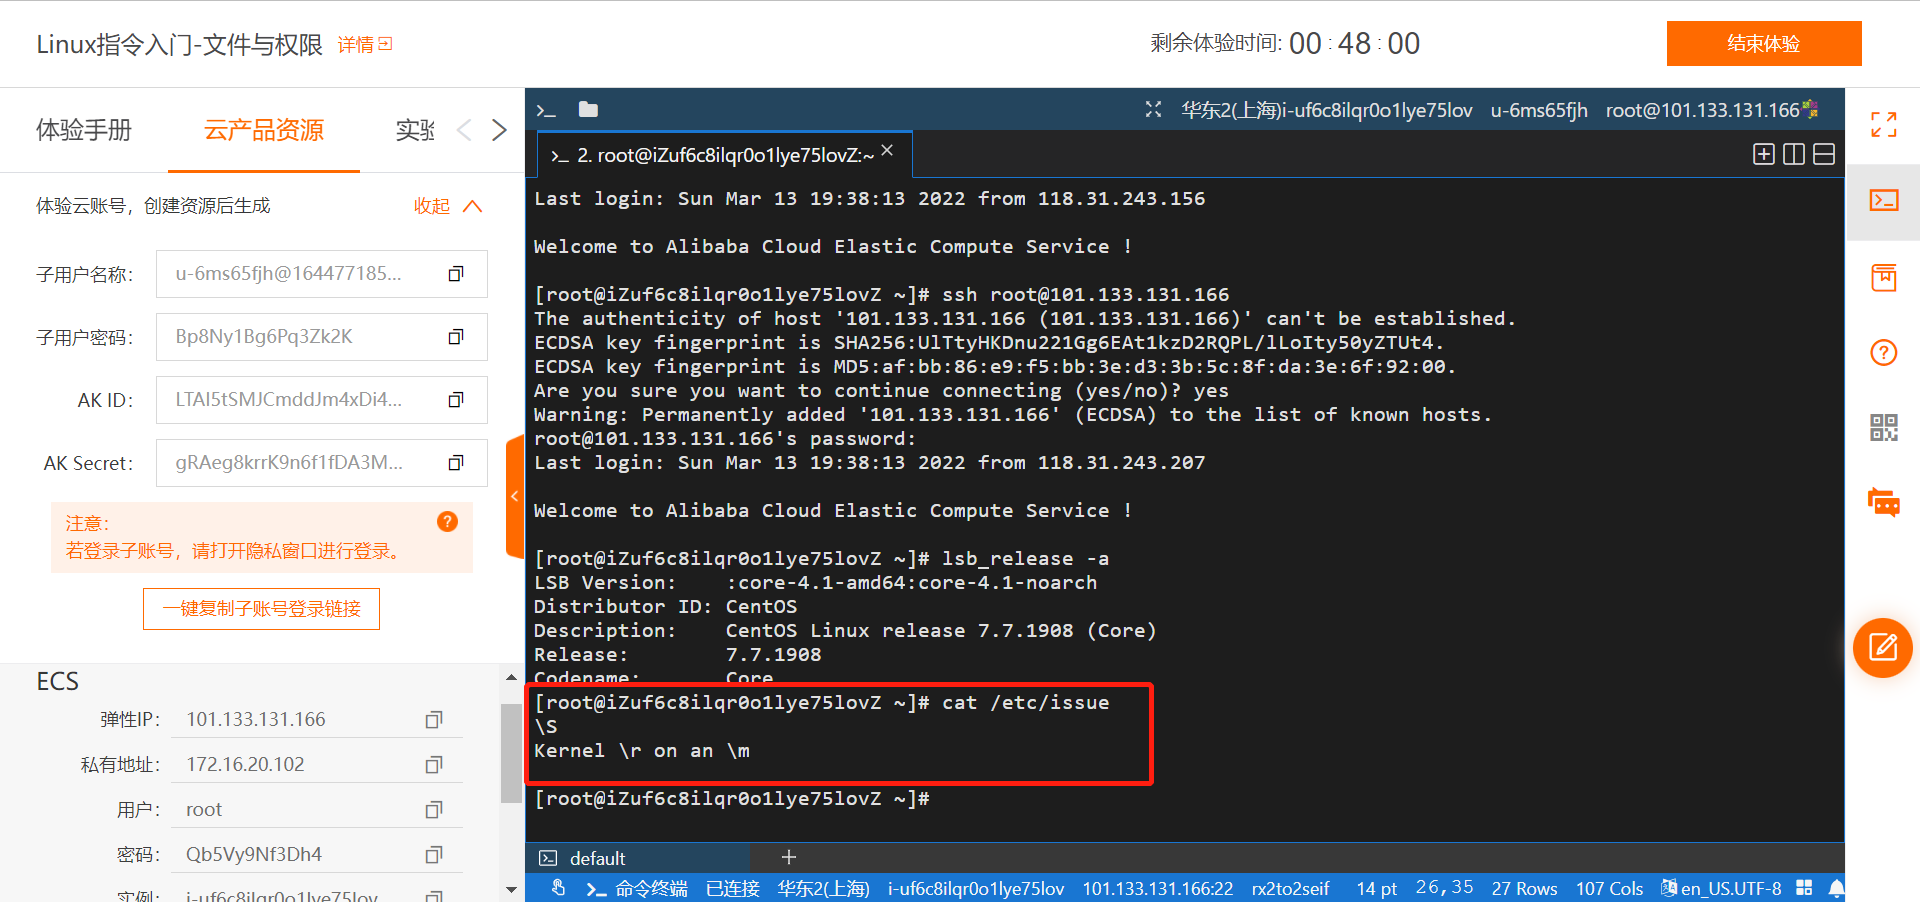 Linux指令入门-文件与权限 详情
剩余体验时间: 00 : 48 : 00
结束体验
体验手册 云产品资源 实验
体验云账号，创建资源后生成 收起
子用户名称： u-6ms65fjh@164477185...
子用户密码： Bp8Ny1Bg6Pq3Zk2K
AK ID： LTAI5tSMJCmddJm4xDi4...
AK Secret： gRAeg8krrK9n6f1fDA3M...
注意：
若登录子账号，请打开隐私窗口进行登录。
一键复制子账号登录链接
ECS
弹性IP： 101.133.131.166
私有地址： 172.16.20.102
用户： root
密码： Qb5Vy9Nf3Dh4
实例： i-uf6c8ilqr0o1lye75lov
华东2(上海)i-uf6c8ilqr0o1lye75lov u-6ms65fjh root@101.133.131.166
2. root@iZuf6c8ilqr0o1lye75lovZ:~
Last login: Sun Mar 13 19:38:13 2022 from 118.31.243.156
Welcome to Alibaba Cloud Elastic Compute Service !
[root@iZuf6c8ilqr0o1lye75lovZ ~]# ssh root@101.133.131.166
The authenticity of host '101.133.131.166 (101.133.131.166)' can't be established.
ECDSA key fingerprint is SHA256:UlTtyHKDnu221Gg6EAt1kzD2RQPL/lLoIty50yZTUt4.
ECDSA key fingerprint is MD5:af:bb:86:e9:f5:bb:3e:d3:3b:5c:8f:da:3e:6f:92:00.
Are you sure you want to continue connecting (yes/no)? yes
Warning: Permanently added '101.133.131.166' (ECDSA) to the list of known hosts.
root@101.133.131.166's password:
Last login: Sun Mar 13 19:38:13 2022 from 118.31.243.207
Welcome to Alibaba Cloud Elastic Compute Service !
[root@iZuf6c8ilqr0o1lye75lovZ ~]# lsb_release -a
LSB Version:    :core-4.1-amd64:core-4.1-noarch
Distributor ID: CentOS
Description:    CentOS Linux release 7.7.1908 (Core)
Release:        7.7.1908
Codename:       Core
[root@iZuf6c8ilqr0o1lye75lovZ ~]# cat /etc/issue
\S
Kernel \r on an \m
[root@iZuf6c8ilqr0o1lye75lovZ ~]#
default
命令终端 已连接 华东2(上海) i-uf6c8ilqr0o1lye75lov 101.133.131.166:22 rx2to2seif 14 pt 26,35 27 Rows 107 Cols en_US.UTF-8